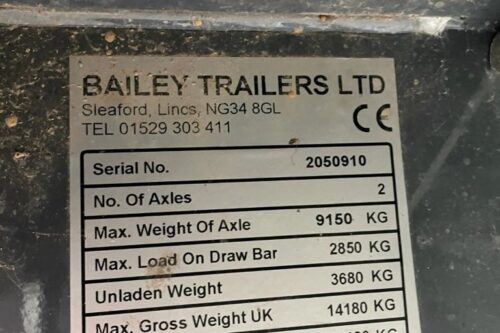 BAILEY TRAILERS LTD
Sleaford, Lincs, NG34 8GL
TEL 01529 303 411
CE
Serial No. 2050910
No. Of Axles 2
Max. Weight Of Axle 9150 KG
Max. Load On Draw Bar 2850 KG
Unladen Weight 3680 KG
Max. Gross Weight UK 14180 KG